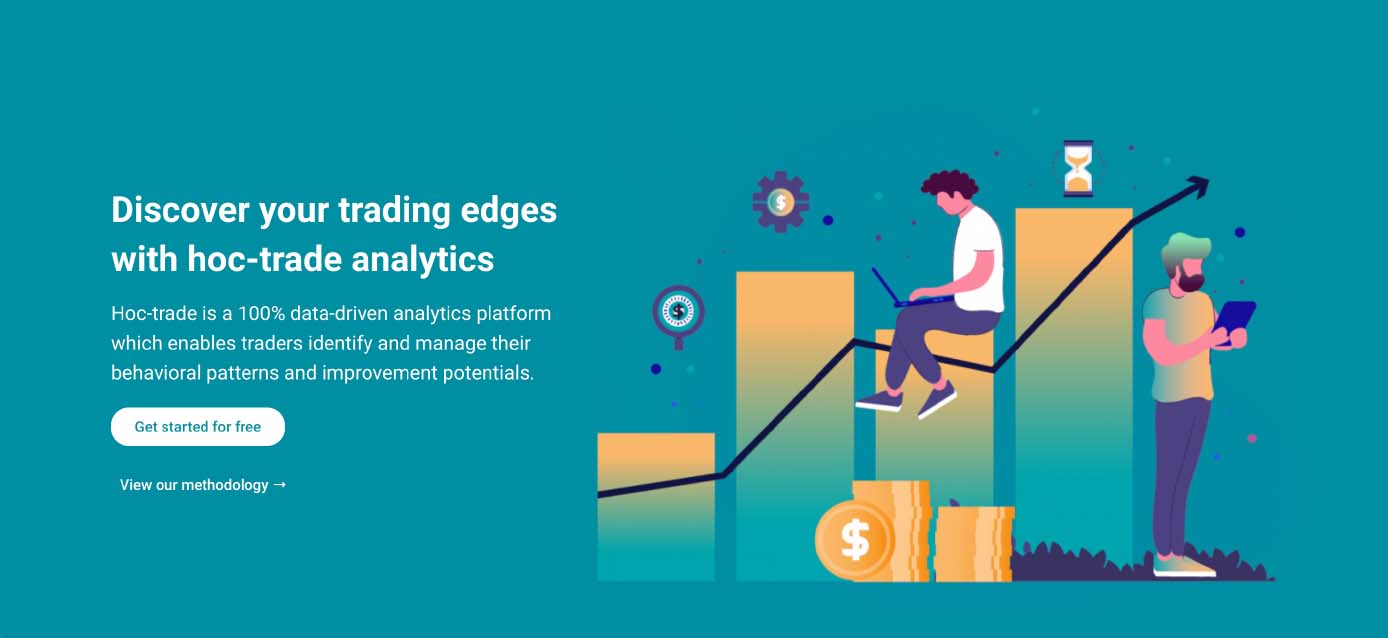 Discover your trading edges
with hoc-trade analytics
Hoc-trade is a 100% data-driven analytics platform
which enables traders identify and manage their
behavioral patterns and improvement potentials.
Get started for free
View our methodology →
$
$
$